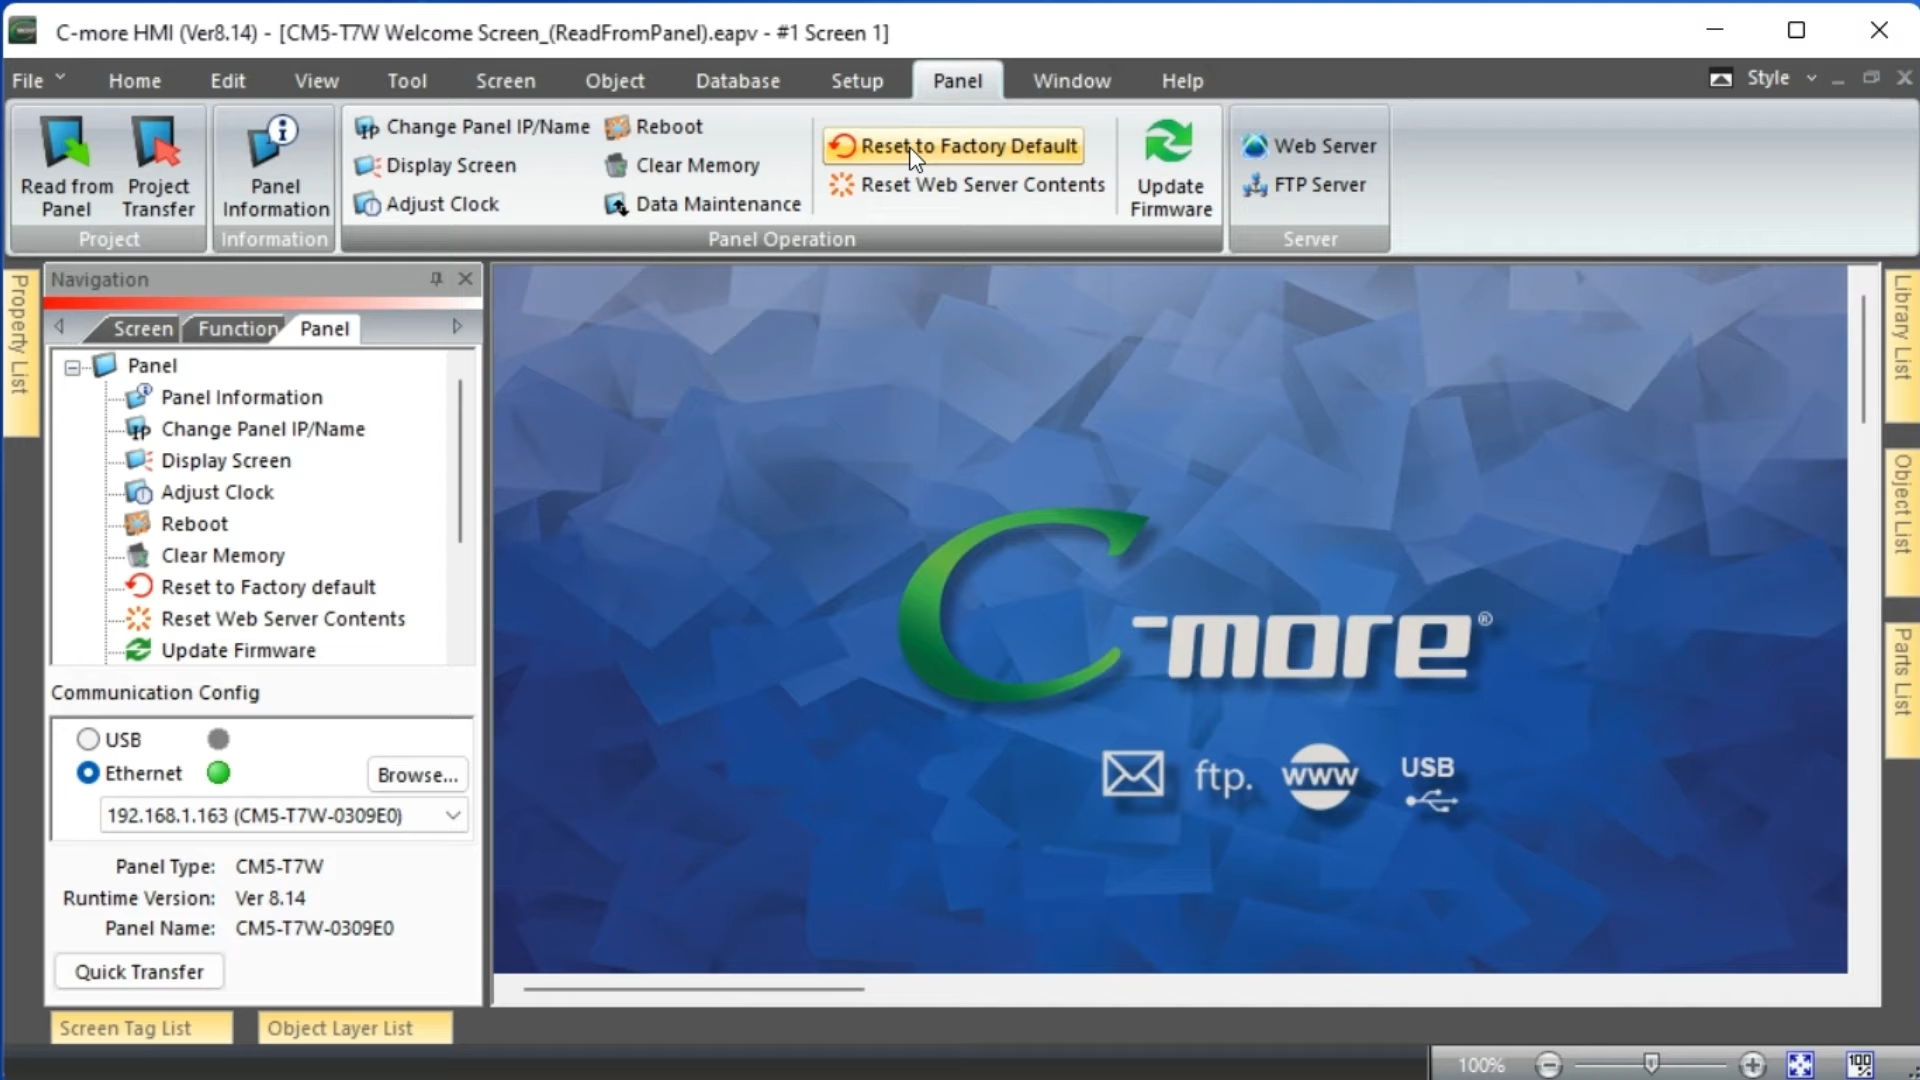 C-more HMI (Ver8.14) - [CM5-T7W Welcome Screen_(ReadFromPanel).eapv - #1 Screen 1]
File Home Edit View Tool Screen Object Database Setup Panel Window Help Style
Read from Panel
Project Transfer
Project
Panel Information
Information
Change Panel IP/Name
Display Screen
Adjust Clock
Reboot
Clear Memory
Data Maintenance
Reset to Factory Default
Reset Web Server Contents
Update Firmware
Panel Operation
Web Server
FTP Server
Server
Property List
Navigation
Screen Function Panel
Panel
Panel Information
IP Change Panel IP/Name
Display Screen
Adjust Clock
Reboot
Clear Memory
Reset to Factory default
Reset Web Server Contents
Update Firmware
Communication Config
USB
Ethernet
Browse...
192.168.1.163 (CM5-T7W-0309E0)
Panel Type: CM5-T7W
Runtime Version: Ver 8.14
Panel Name: CM5-T7W-0309E0
Quick Transfer
Screen Tag List
Object Layer List
C-more®
ftp. www USB
Library List
Object List
Parts List
100%
100%